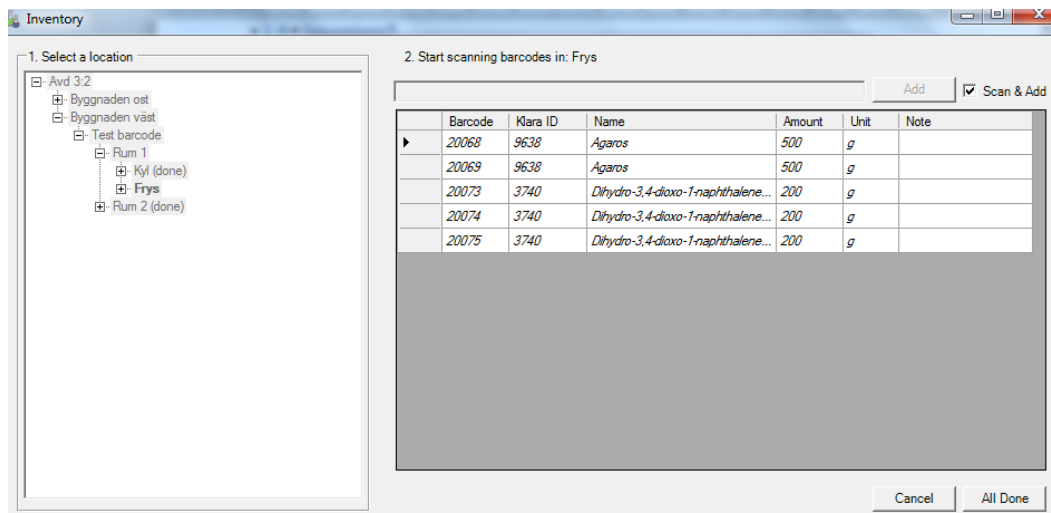 Inventory
1. Select a location
Avd 3:2
Byggnaden ost
Byggnaden väst
Test barcode
Rum 1
Kyl (done)
Frys
Rum 2 (done)
2. Start scanning barcodes in: Frys
Add Scan & Add
Barcode Klara ID Name Amount Unit Note
20068 9638 Agaros 500 g
20069 9638 Agaros 500 g
20073 3740 Dihydro-3,4-dioxo-1-naphthalene... 200 g
20074 3740 Dihydro-3,4-dioxo-1-naphthalene... 200 g
20075 3740 Dihydro-3,4-dioxo-1-naphthalene... 200 g
Cancel All Done